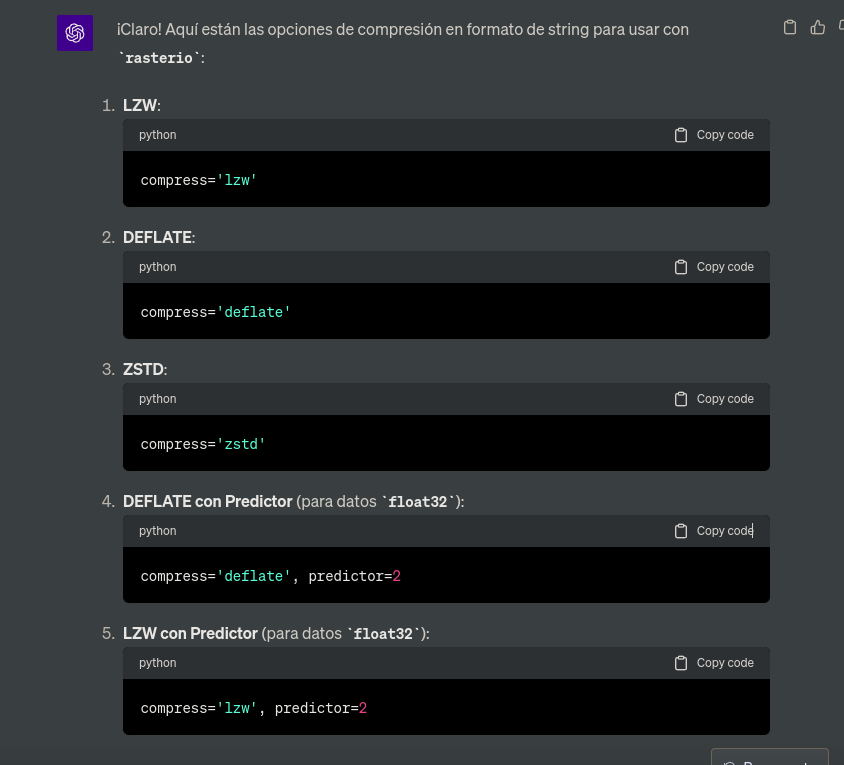 ¡Claro! Aquí están las opciones de compresión en formato de string para usar con
`rasterio`:
1. LZW:
python
Copy code
compress='lzw'
2. DEFLATE:
python
Copy code
compress='deflate'
3. ZSTD:
python
Copy code
compress='zstd'
4. DEFLATE con Predictor (para datos `float32`):
python
Copy code
compress='deflate', predictor=2
5. LZW con Predictor (para datos `float32`):
python
Copy code
compress='lzw', predictor=2